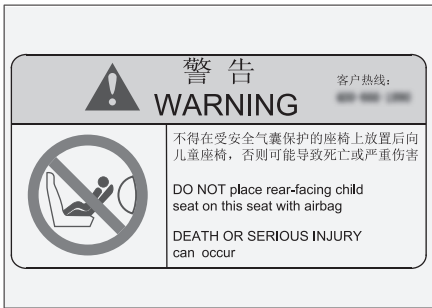 警告
WARNING
客户热线:
不得在受安全气囊保护的座椅上放置后向
儿童座椅，否则可能导致死亡或严重伤害
DO NOT place rear-facing child
seat on this seat with airbag
DEATH OR SERIOUS INJURY
can occur